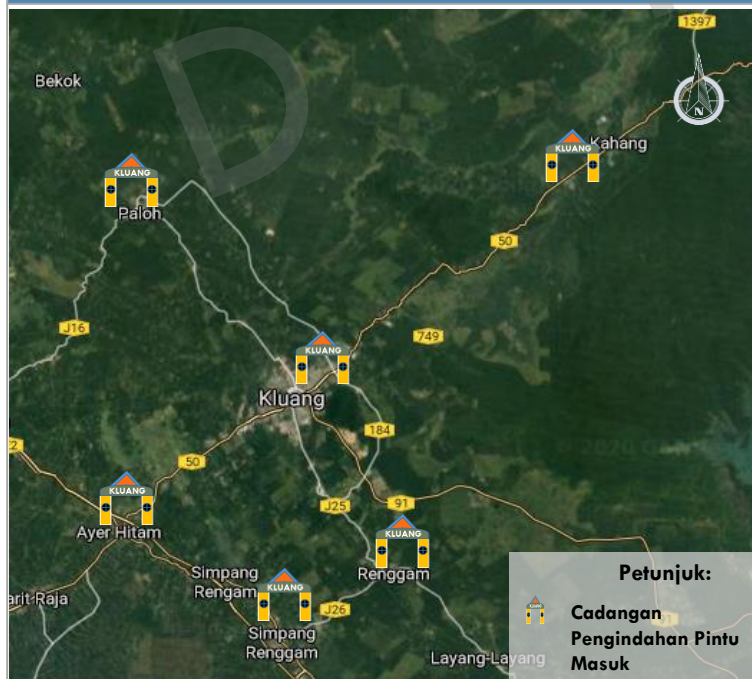 1397
Bekok
Kahang
KLUANG
KLUANG
Paloh
50
J16
749
KLUANG
Kluang
184
50
KLUANG
J25
91
Ayer Hitam
KLUANG
Simpang
Rengam
Renggam
KLUANG
arit Raja
J26
Simpang
Renggam
Layang-Layang
Petunjuk:
Cadangan
Pengindahan Pintu
Masuk
N
D